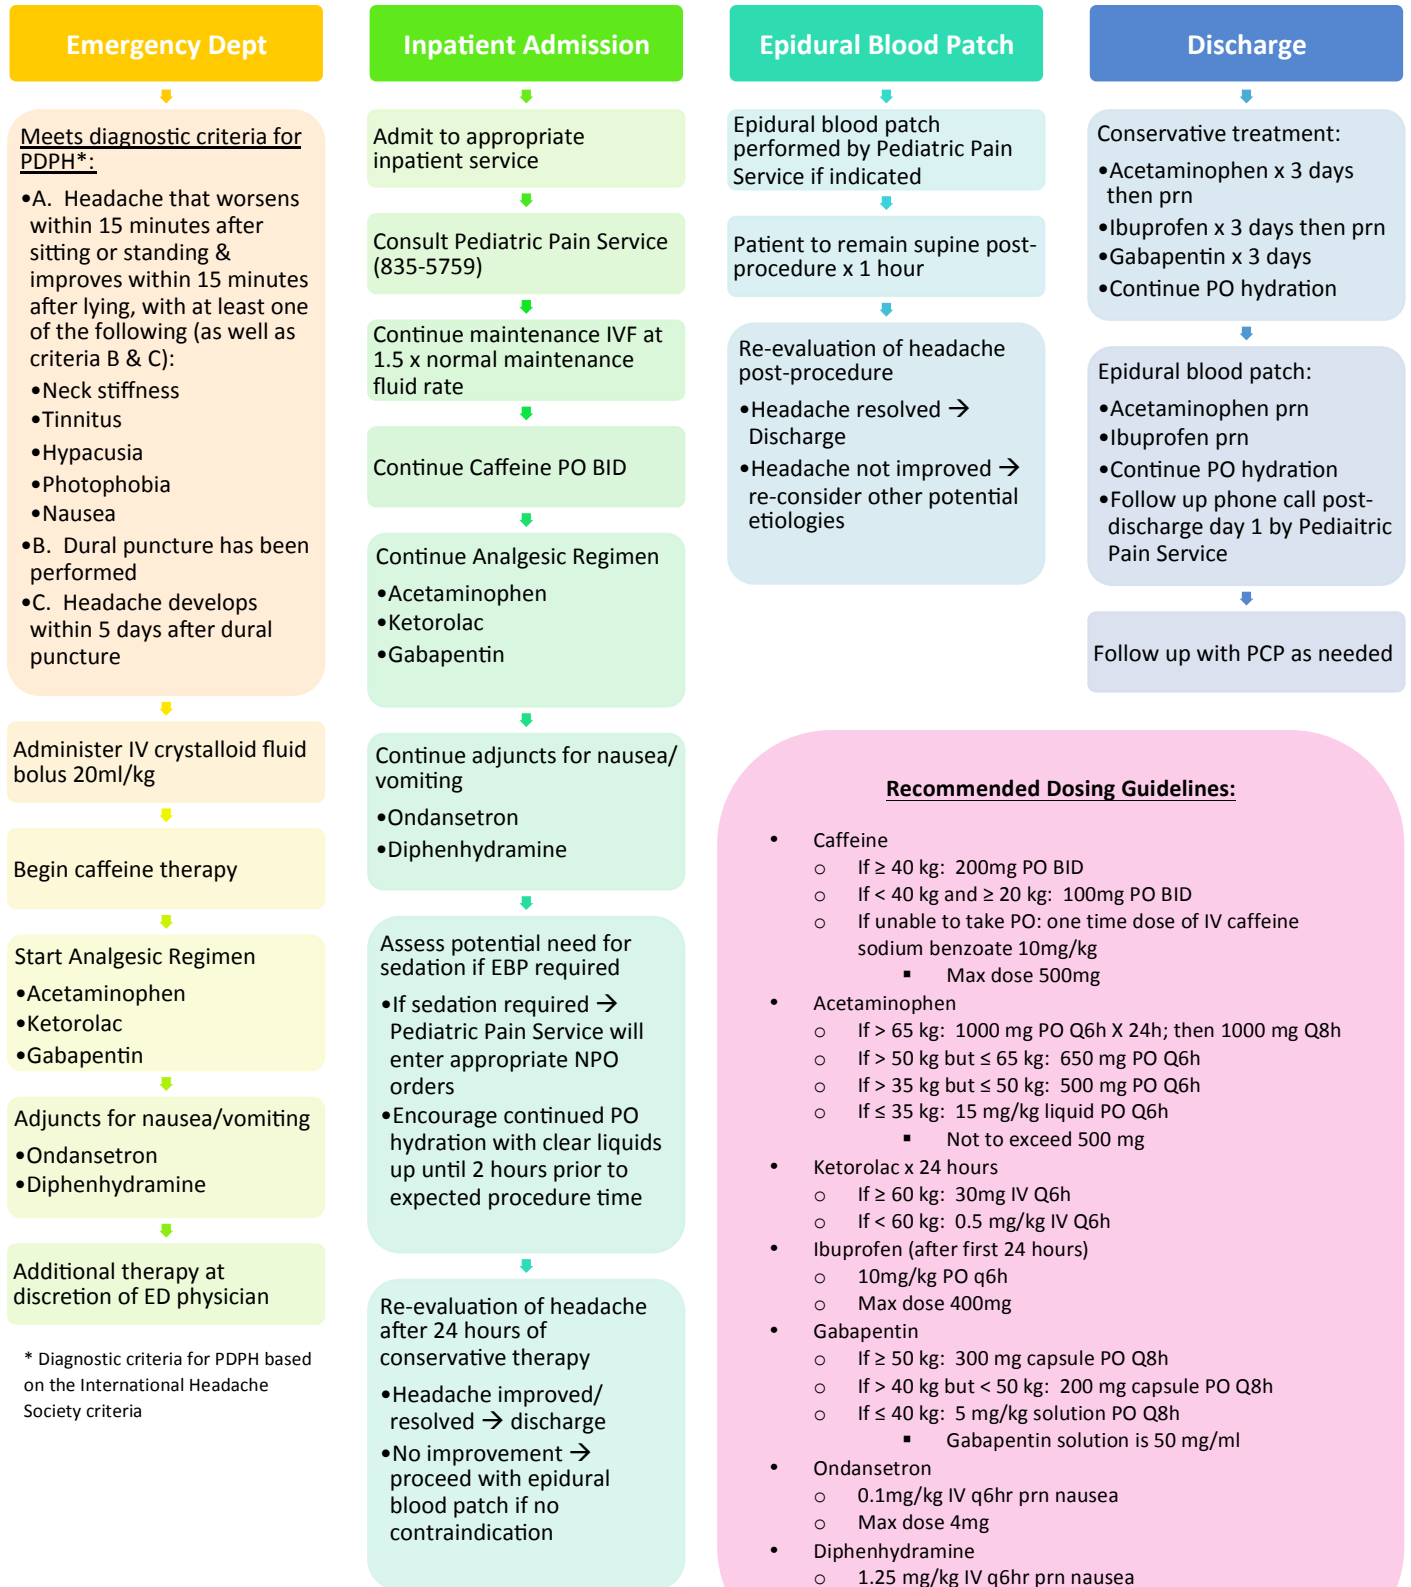 Emergency Dept
Meets diagnostic criteria for
PDPH*:
•A. Headache that worsens
within 15 minutes after
sitting or standing &
improves within 15 minutes
after lying, with at least one
of the following (as well as
criteria B & C):
•Neck stiffness
•Tinnitus
•Hypacusia
•Photophobia
•Nausea
•B. Dural puncture has been
performed
•C. Headache develops
within 5 days after dural
puncture
Administer IV crystalloid fluid
bolus 20ml/kg
Begin caffeine therapy
Start Analgesic Regimen
•Acetaminophen
•Ketorolac
•Gabapentin
Adjuncts for nausea/vomiting
•Ondansetron
•Diphenhydramine
Additional therapy at
discretion of ED physician
* Diagnostic criteria for PDPH based
on the International Headache
Society criteria
Inpatient Admission
Admit to appropriate
inpatient service
Consult Pediatric Pain Service
(835-5759)
Continue maintenance IVF at
1.5 x normal maintenance
fluid rate
Continue Caffeine PO BID
Continue Analgesic Regimen
•Acetaminophen
•Ketorolac
•Gabapentin
Continue adjuncts for nausea/
vomiting
•Ondansetron
•Diphenhydramine
Assess potential need for
sedation if EBP required
•If sedation required →
Pediatric Pain Service will
enter appropriate NPO
orders
•Encourage continued PO
hydration with clear liquids
up until 2 hours prior to
expected procedure time
Re-evaluation of headache
after 24 hours of
conservative therapy
•Headache improved/
resolved → discharge
•No improvement →
proceed with epidural
blood patch if no
contraindication
Epidural Blood Patch
Epidural blood patch
performed by Pediatric Pain
Service if indicated
Patient to remain supine post-
procedure x 1 hour
Re-evaluation of headache
post-procedure
•Headache resolved →
Discharge
•Headache not improved →
re-consider other potential
etiologies
Discharge
Conservative treatment:
•Acetaminophen x 3 days
then prn
•Ibuprofen x 3 days then prn
•Gabapentin x 3 days
•Continue PO hydration
Epidural blood patch:
•Acetaminophen prn
•Ibuprofen prn
•Continue PO hydration
•Follow up phone call post-
discharge day 1 by Pediaitric
Pain Service
Follow up with PCP as needed
Recommended Dosing Guidelines:
• Caffeine
o If ≥ 40 kg: 200mg PO BID
o If < 40 kg and ≥ 20 kg: 100mg PO BID
o If unable to take PO: one time dose of IV caffeine
sodium benzoate 10mg/kg
▪ Max dose 500mg
• Acetaminophen
o If > 65 kg: 1000 mg PO Q6h X 24h; then 1000 mg Q8h
o If > 50 kg but ≤ 65 kg: 650 mg PO Q6h
o If > 35 kg but ≤ 50 kg: 500 mg PO Q6h
o If ≤ 35 kg: 15 mg/kg liquid PO Q6h
▪ Not to exceed 500 mg
• Ketorolac x 24 hours
o If ≥ 60 kg: 30mg IV Q6h
o If < 60 kg: 0.5 mg/kg IV Q6h
• Ibuprofen (after first 24 hours)
o 10mg/kg PO q6h
o Max dose 400mg
• Gabapentin
o If ≥ 50 kg: 300 mg capsule PO Q8h
o If > 40 kg but < 50 kg: 200 mg capsule PO Q8h
o If ≤ 40 kg: 5 mg/kg solution PO Q8h
▪ Gabapentin solution is 50 mg/ml
• Ondansetron
o 0.1mg/kg IV q6hr prn nausea
o Max dose 4mg
• Diphenhydramine
o 1.25 mg/kg IV q6hr prn nausea